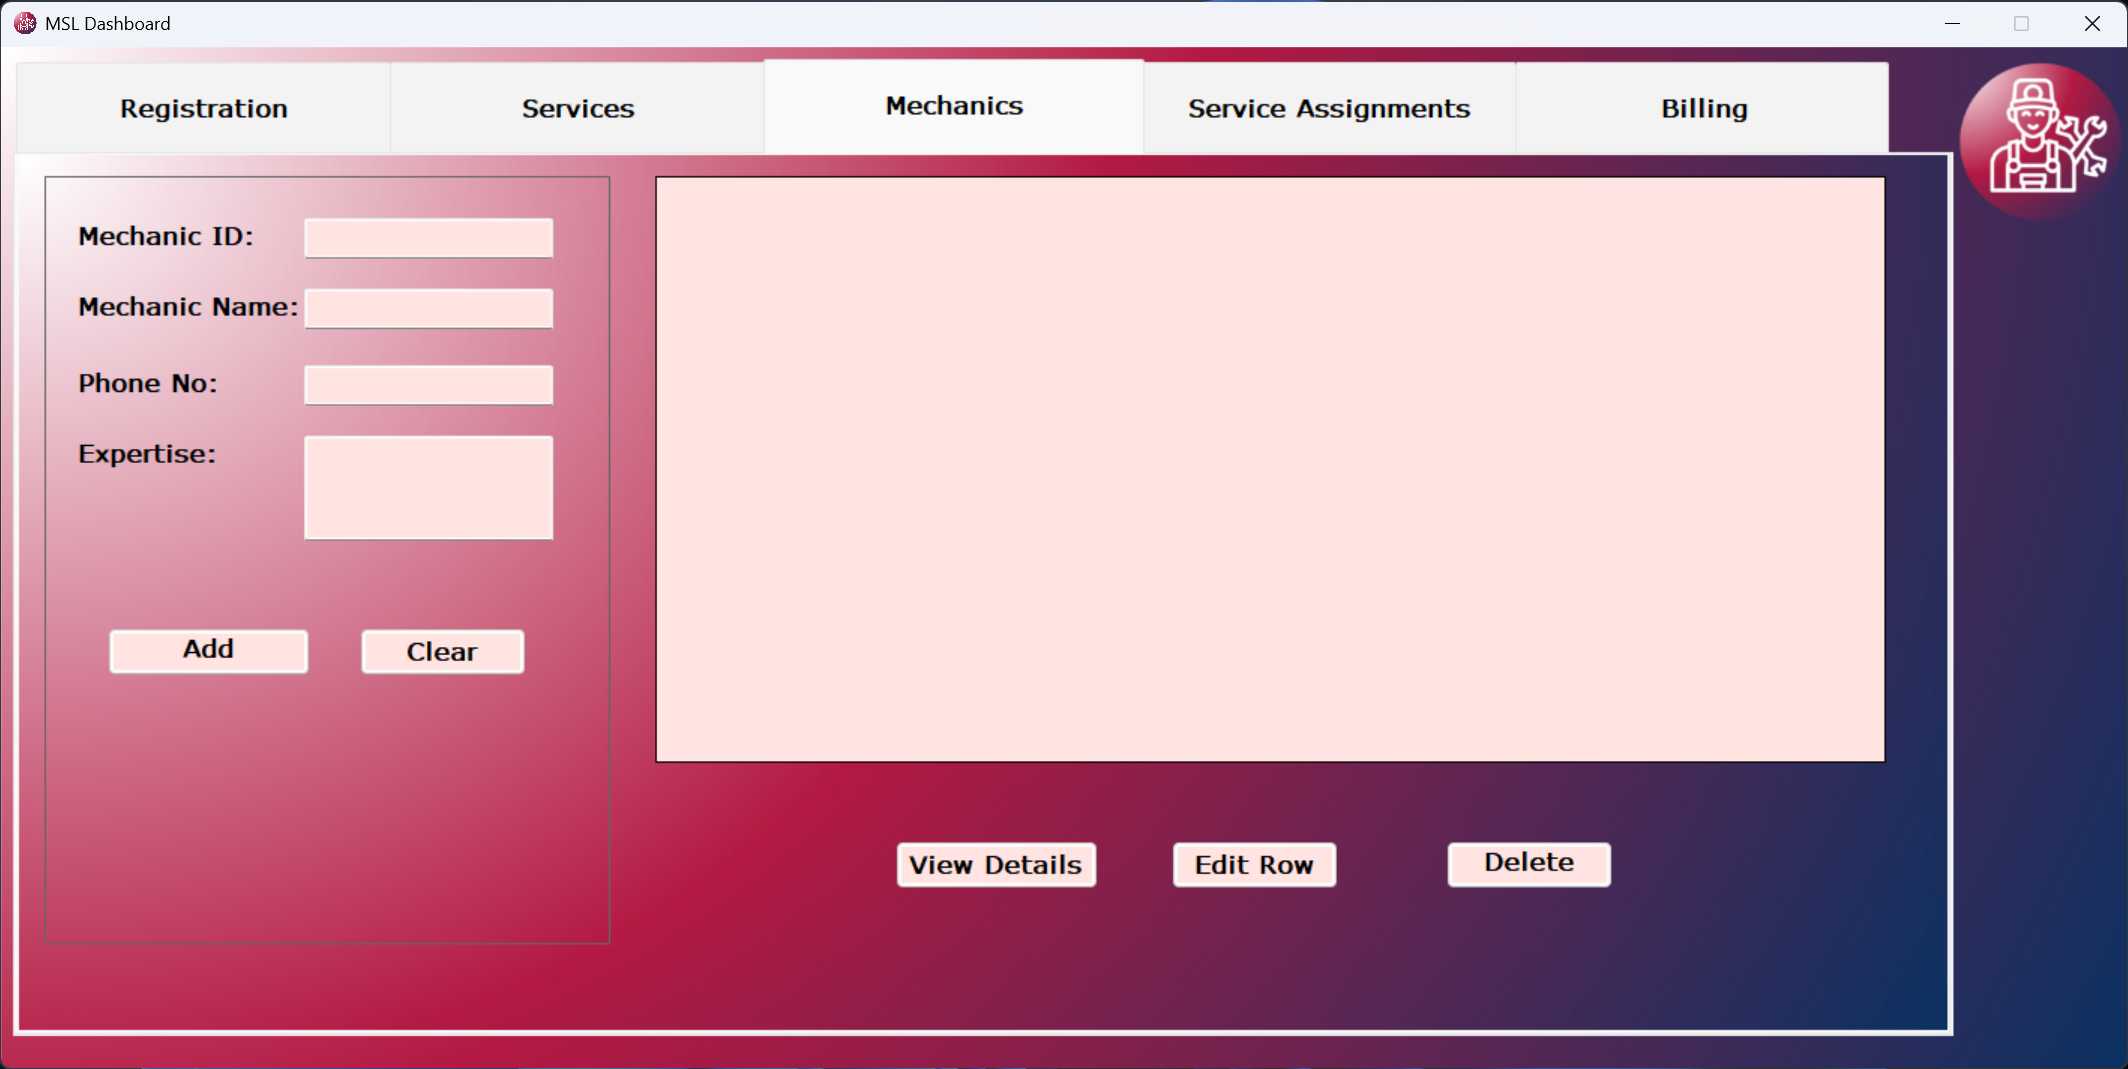 MSL Dashboard
Registration
Services
Mechanics
Service Assignments
Billing
Mechanic ID:
Mechanic Name:
Phone No:
Expertise:
Add
Clear
View Details
Edit Row
Delete